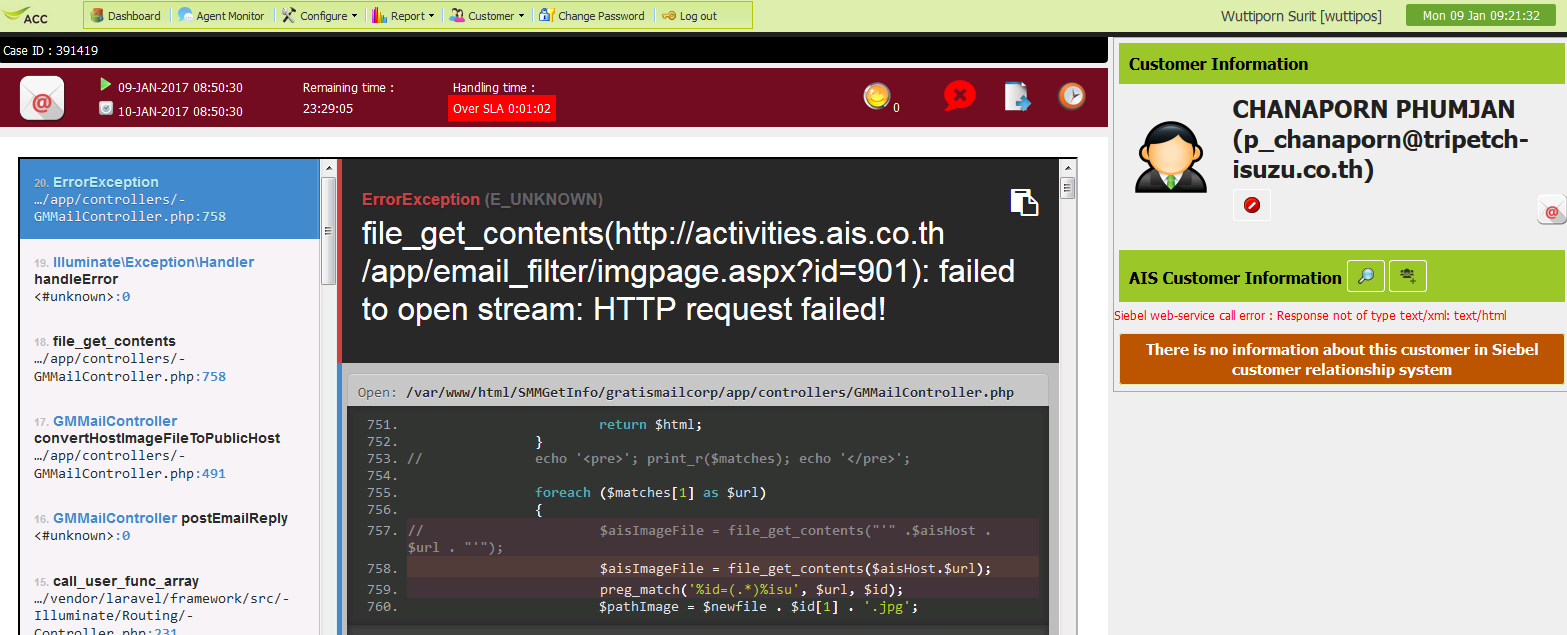 ACC
Dashboard Agent Monitor Configure Report Customer Change Password Log out
Wuttiporn Surit [wuttipos] Mon 09 Jan 09:21:32
Case ID : 391419
09-JAN-2017 08:50:30
10-JAN-2017 08:50:30
Remaining time :
23:29:05
Handling time :
Over SLA 0:01:02
0
20. ErrorException
…/app/controllers/-
GMMailController.php:758
19. Illuminate\Exception\Handler
handleError
<#unknown>:0
18. file_get_contents
…/app/controllers/-
GMMailController.php:758
17. GMMailController
convertHostImageFileToPublicHost
…/app/controllers/-
GMMailController.php:491
16. GMMailController postEmailReply
<#unknown>:0
15. call_user_func_array
…/vendor/laravel/framework/src/-
Illuminate/Routing/-
Controller.php:231
ErrorException (E_UNKNOWN)
file_get_contents(http://activities.ais.co.th
/app/email_filter/imgpage.aspx?id=901): failed
to open stream: HTTP request failed!
Open: /var/www/html/SMMGetInfo/gratismailcorp/app/controllers/GMMailController.php
751. return $html;
752. }
753. // echo '<pre>'; print_r($matches); echo '</pre>';
754.
755. foreach ($matches[1] as $url)
756. {
757. // $aisImageFile = file_get_contents("'" .$aisHost .
$url . "'");
758. $aisImageFile = file_get_contents($aisHost.$url);
759. preg_match('%id=(.*)%isu', $url, $id);
760. $pathImage = $newfile . $id[1] . '.jpg';
Customer Information
CHANAPORN PHUMJAN
(p_chanaporn@tripetch-
isuzu.co.th)
AIS Customer Information
Siebel web-service call error : Response not of type text/xml: text/html
There is no information about this customer in Siebel
customer relationship system